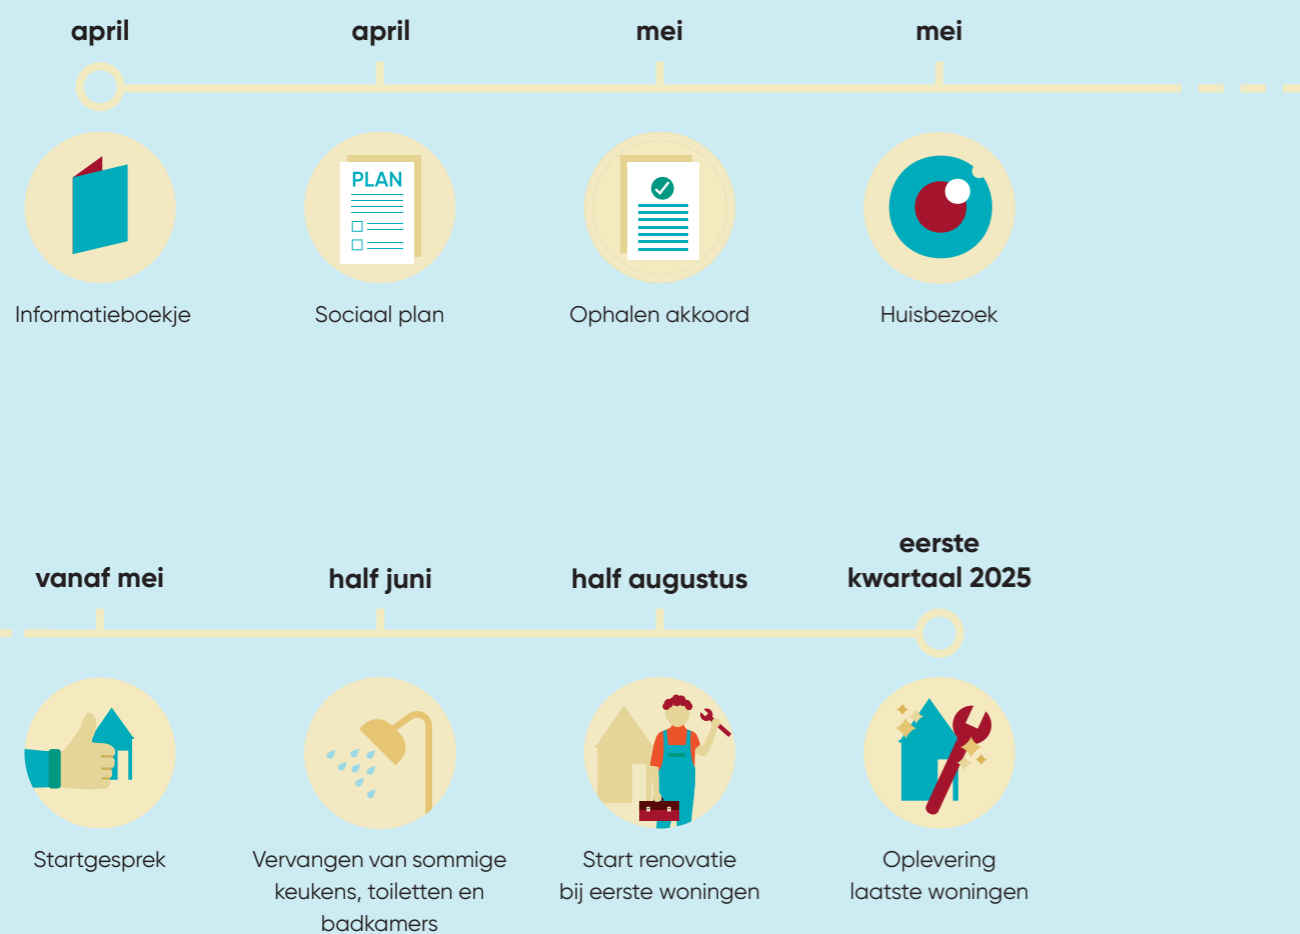 april
april
mei
mei
PLAN
Informatieboekje
Sociaal plan
Ophalen akkoord
Huisbezoek
vanaf mei
half juni
half augustus
eerste
kwartaal 2025
Startgesprek
Vervangen van sommige
keukens, toiletten en
badkamers
Start renovatie
bij eerste woningen
Oplevering
laatste woningen